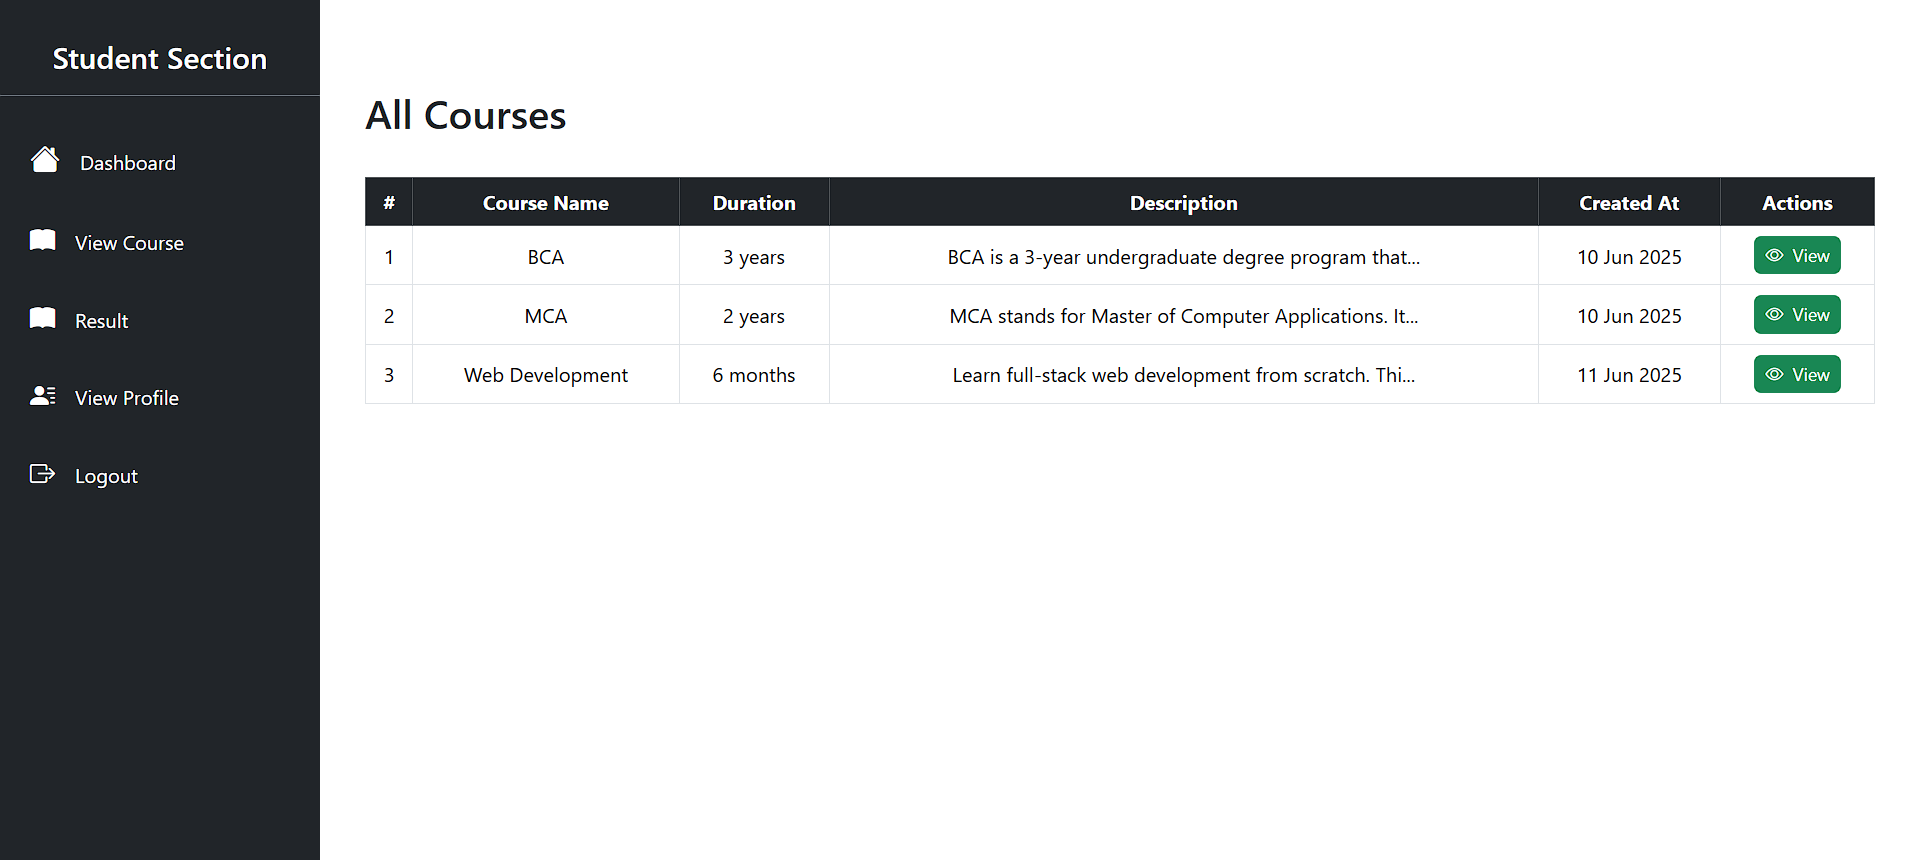 Student Section
Dashboard
View Course
Result
View Profile
Logout
All Courses
# Course Name Duration Description Created At Actions
1 BCA 3 years BCA is a 3-year undergraduate degree program that... 10 Jun 2025 View
2 MCA 2 years MCA stands for Master of Computer Applications. It... 10 Jun 2025 View
3 Web Development 6 months Learn full-stack web development from scratch. Thi... 11 Jun 2025 View